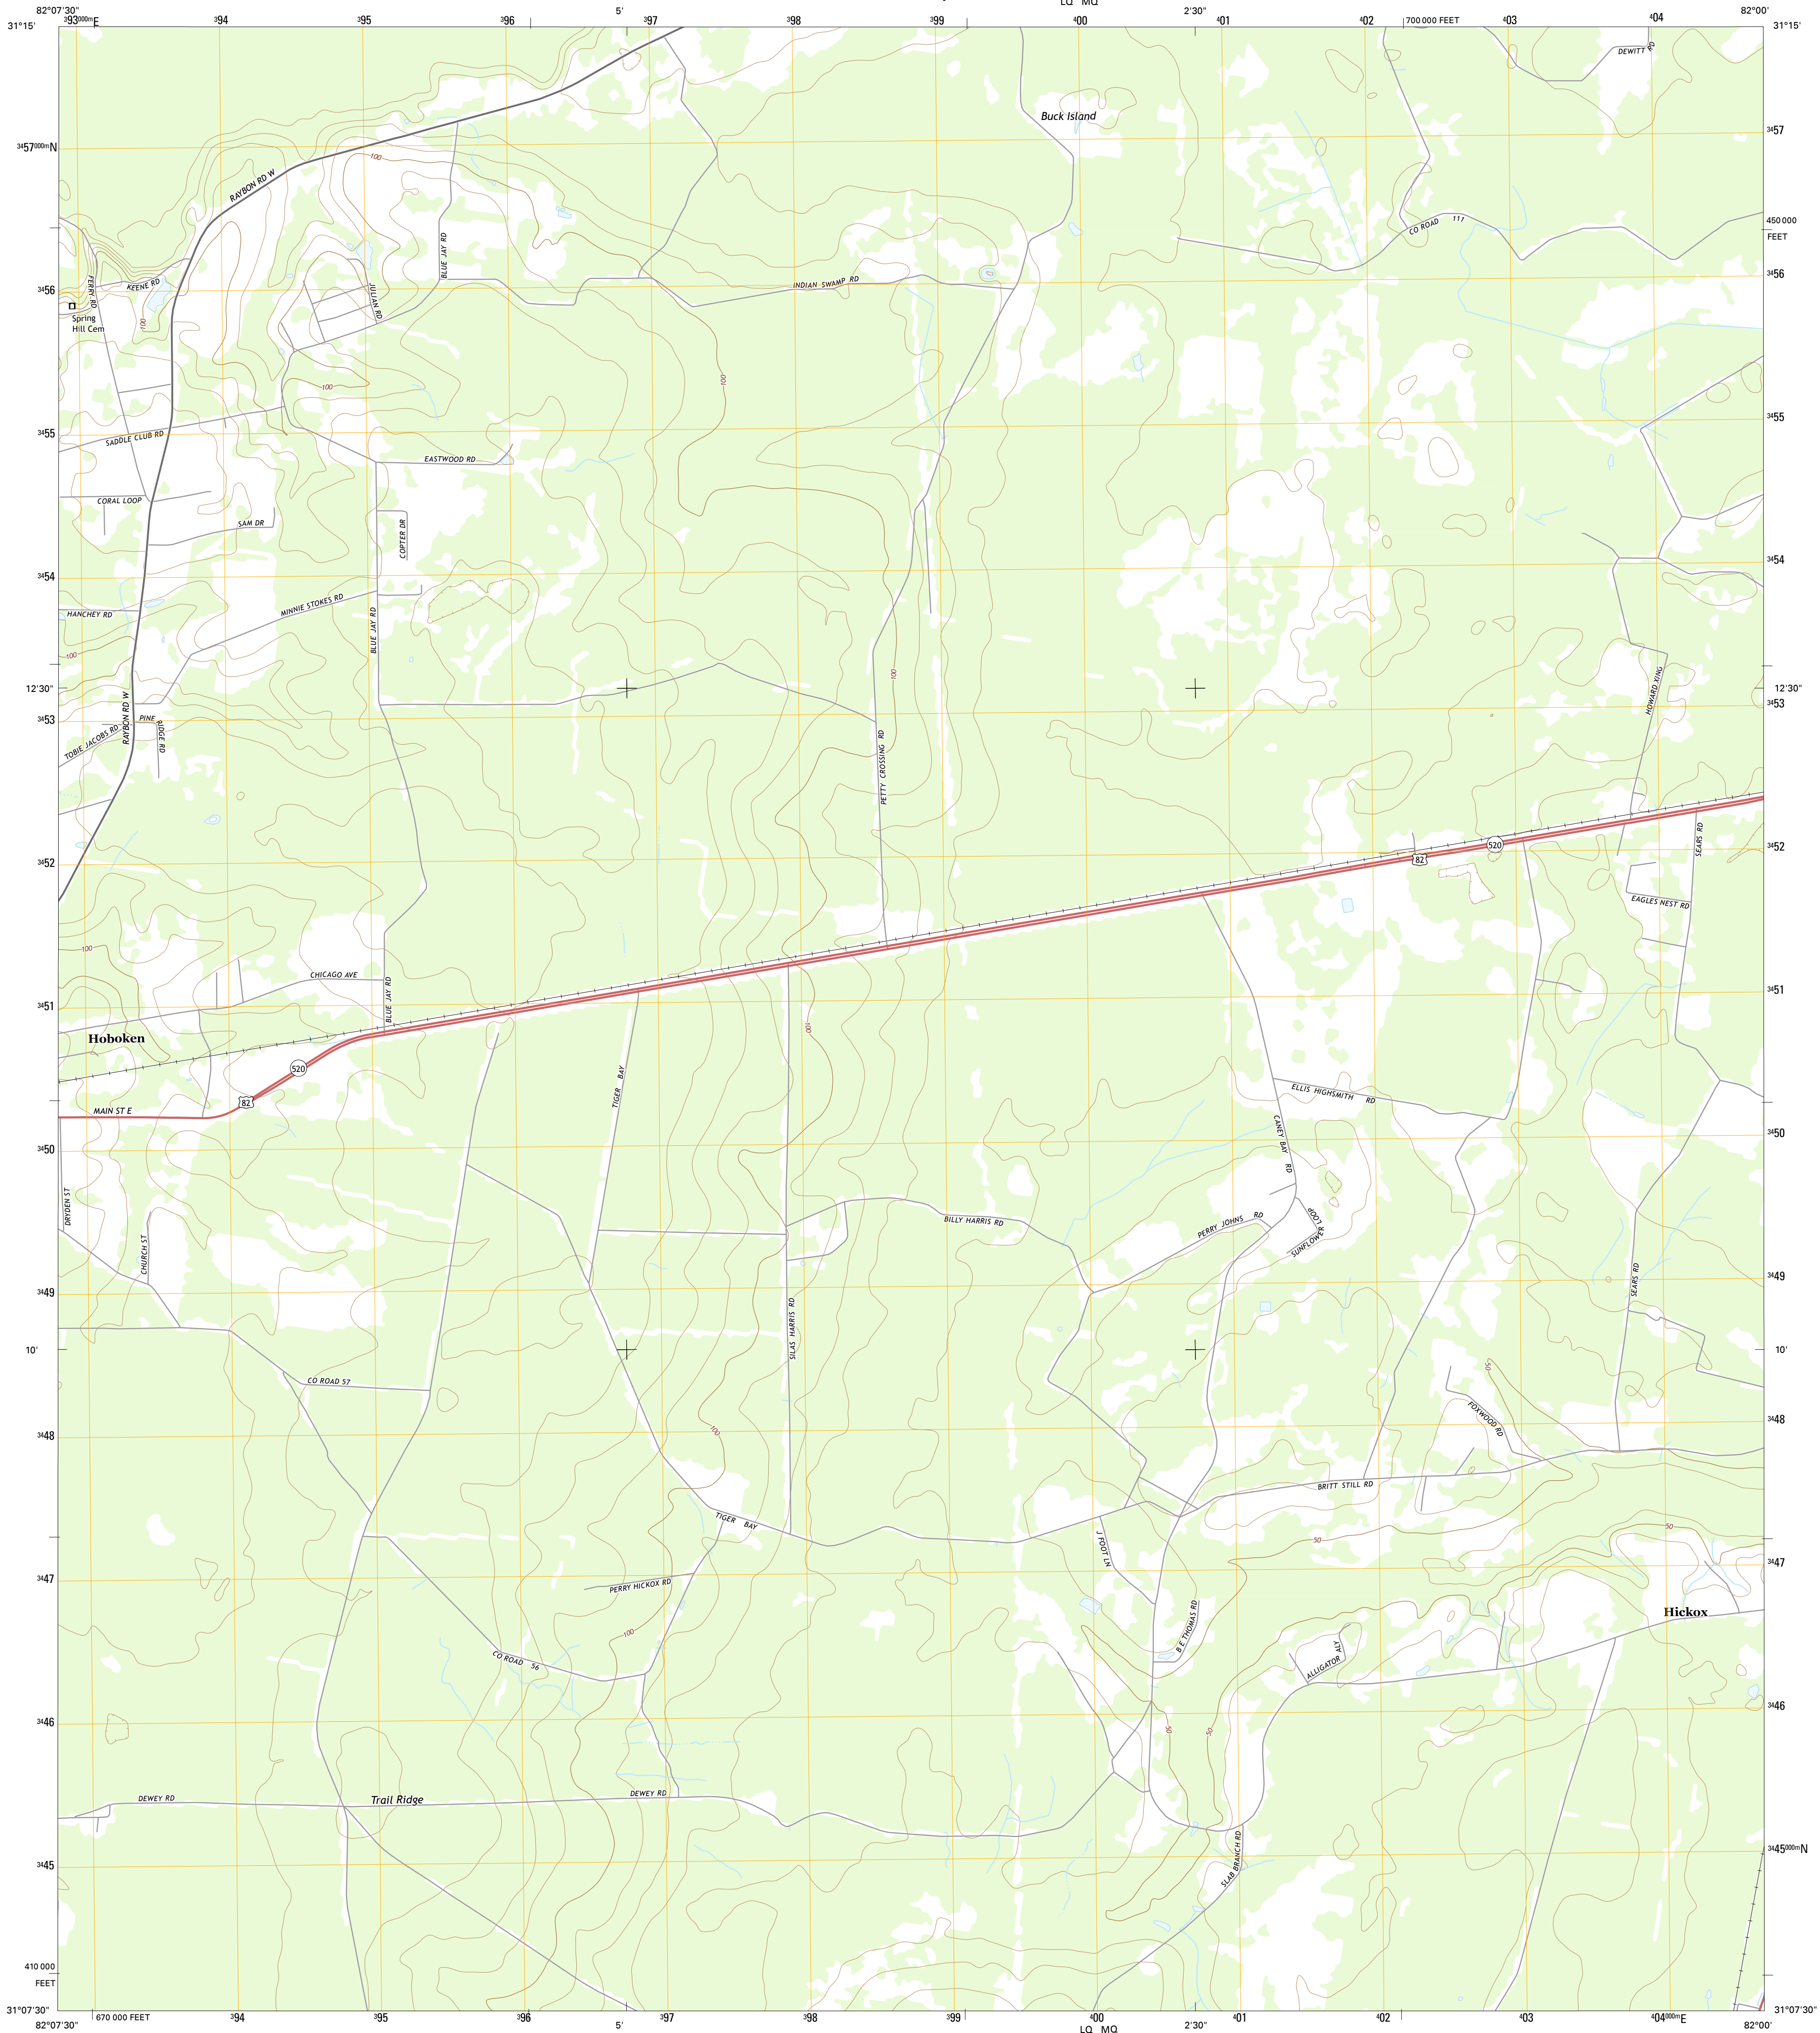 LQ MQ
82°07'30"
³93⁰⁰⁰ᵐE
³94
³95
³96
5'
³97
³98
³99
⁴00
2'30"
⁴01
⁴02
700 000 FEET
⁴03
⁴04
82°00'
31°15'
31°15'
DEWITT RD
Buck Island
³⁴57⁰⁰⁰ᵐN
³⁴57
100
RAYBON RD W
CO ROAD 111
450 000
FEET
BLUE JAY RD
³⁴56
³⁴56
PERRY RD
KEENE RD
JULIAN RD
INDIAN SWAMP RD
Spring
Hill Cem
100
100
100
³⁴55
³⁴55
SADDLE CLUB RD
EASTWOOD RD
CORAL LOOP
SAM DR
COPTER DR
³⁴54
³⁴54
HANCHEY RD
MINNIE STOKES RD
BLUE JAY RD
100
100
12'30"
12'30"
HOWARD XING
³⁴53
³⁴53
RAYBON RD W
PINE RIDGE RD
TOBIE JACOBS RD
PETTY CROSSING RD
³⁴52
³⁴52
82
520
SEARS RD
EAGLES NEST RD
100
CHICAGO AVE
BLUE JAY RD
³⁴51
³⁴51
100
Hoboken
520
82
MAIN ST E
TIGER BAY
ELLIS HIGHSMITH RD
CANEY BAY RD
³⁴50
³⁴50
DRYDEN ST
CHURCH ST
BILLY HARRIS RD
PERRY JOHNS RD
SUNFLOWER LOOP
³⁴49
³⁴49
SEARS RD
SILAS HARRIS RD
10'
10'
CO ROAD 57
50
FOXWOOD RD
³⁴48
³⁴48
100
BRITT STILL RD
TIGER BAY
J FOOT LN
50
50
³⁴47
³⁴47
PERRY HICKOX RD
B E THOMAS RD
Hickox
100
CO ROAD 56
ALLIGATOR ALY
³⁴46
³⁴46
50
50
DEWEY RD
Trail Ridge
DEWEY RD
SLAB BRANCH RD
³⁴45
³⁴45⁰⁰⁰ᵐN
410 000
FEET
31°07'30"
31°07'30"
82°07'30"
670 000 FEET
³94
³95
³96
5'
³97
³98
³99
⁴00
2'30"
⁴01
⁴02
⁴03
⁴04⁰⁰⁰ᵐE
82°00'
LQ MQ